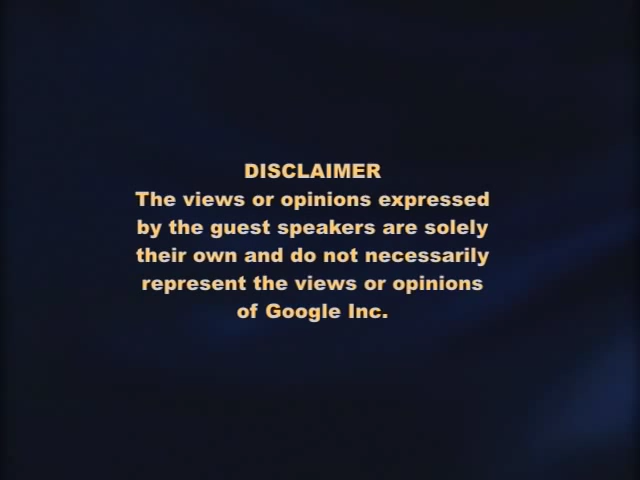 DISCLAIMER
The views or opinions expressed
by the guest speakers are solely
their own and do not necessarily
represent the views or opinions
of Google Inc.